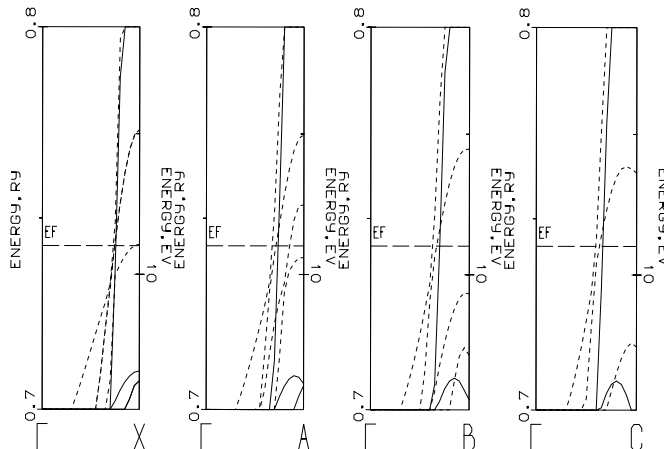 0.8
0.8
0.8
0.8
ENERGY,RY
ENERGY,EV
ENERGY,RY
ENERGY,EV
ENERGY,RY
ENERGY,EV
ENERGY,RY
ENERGY,EV
EF
EF
EF
EF
10
10
10
10
0.7
0.7
0.7
0.7
Γ
X
Γ
A
Γ
B
Γ
C